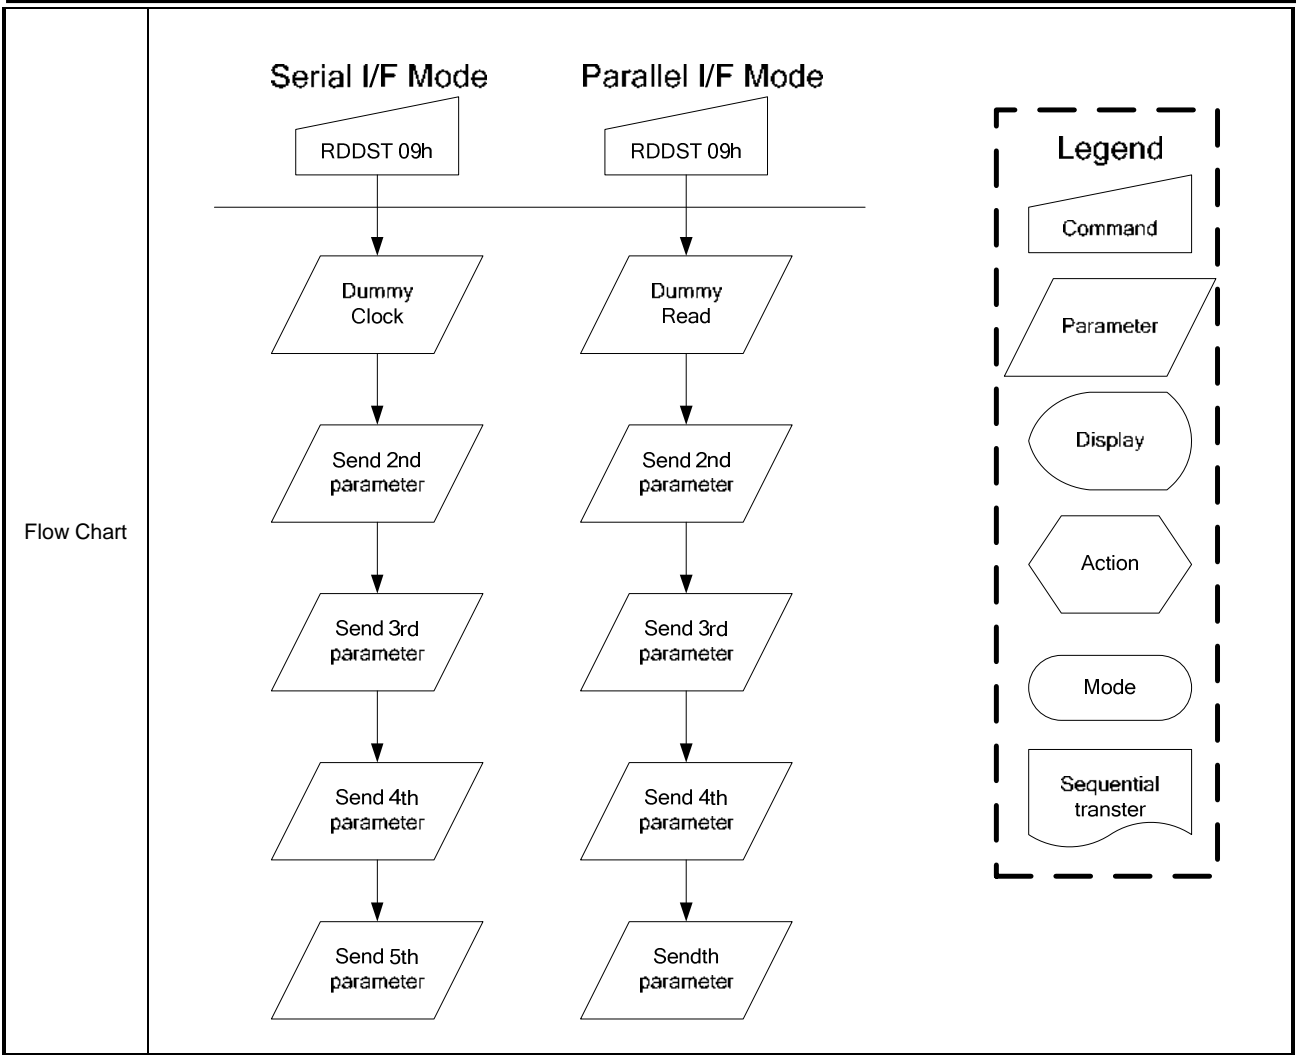 Flow Chart
Serial I/F Mode
RDDST 09h
Dummy
Clock
Send 2nd
parameter
Send 3rd
parameter
Send 4th
parameter
Send 5th
parameter
Parallel I/F Mode
RDDST 09h
Dummy
Read
Send 2nd
parameter
Send 3rd
parameter
Send 4th
parameter
Sendth
parameter
Legend
Command
Parameter
Display
Action
Mode
Sequential
transter